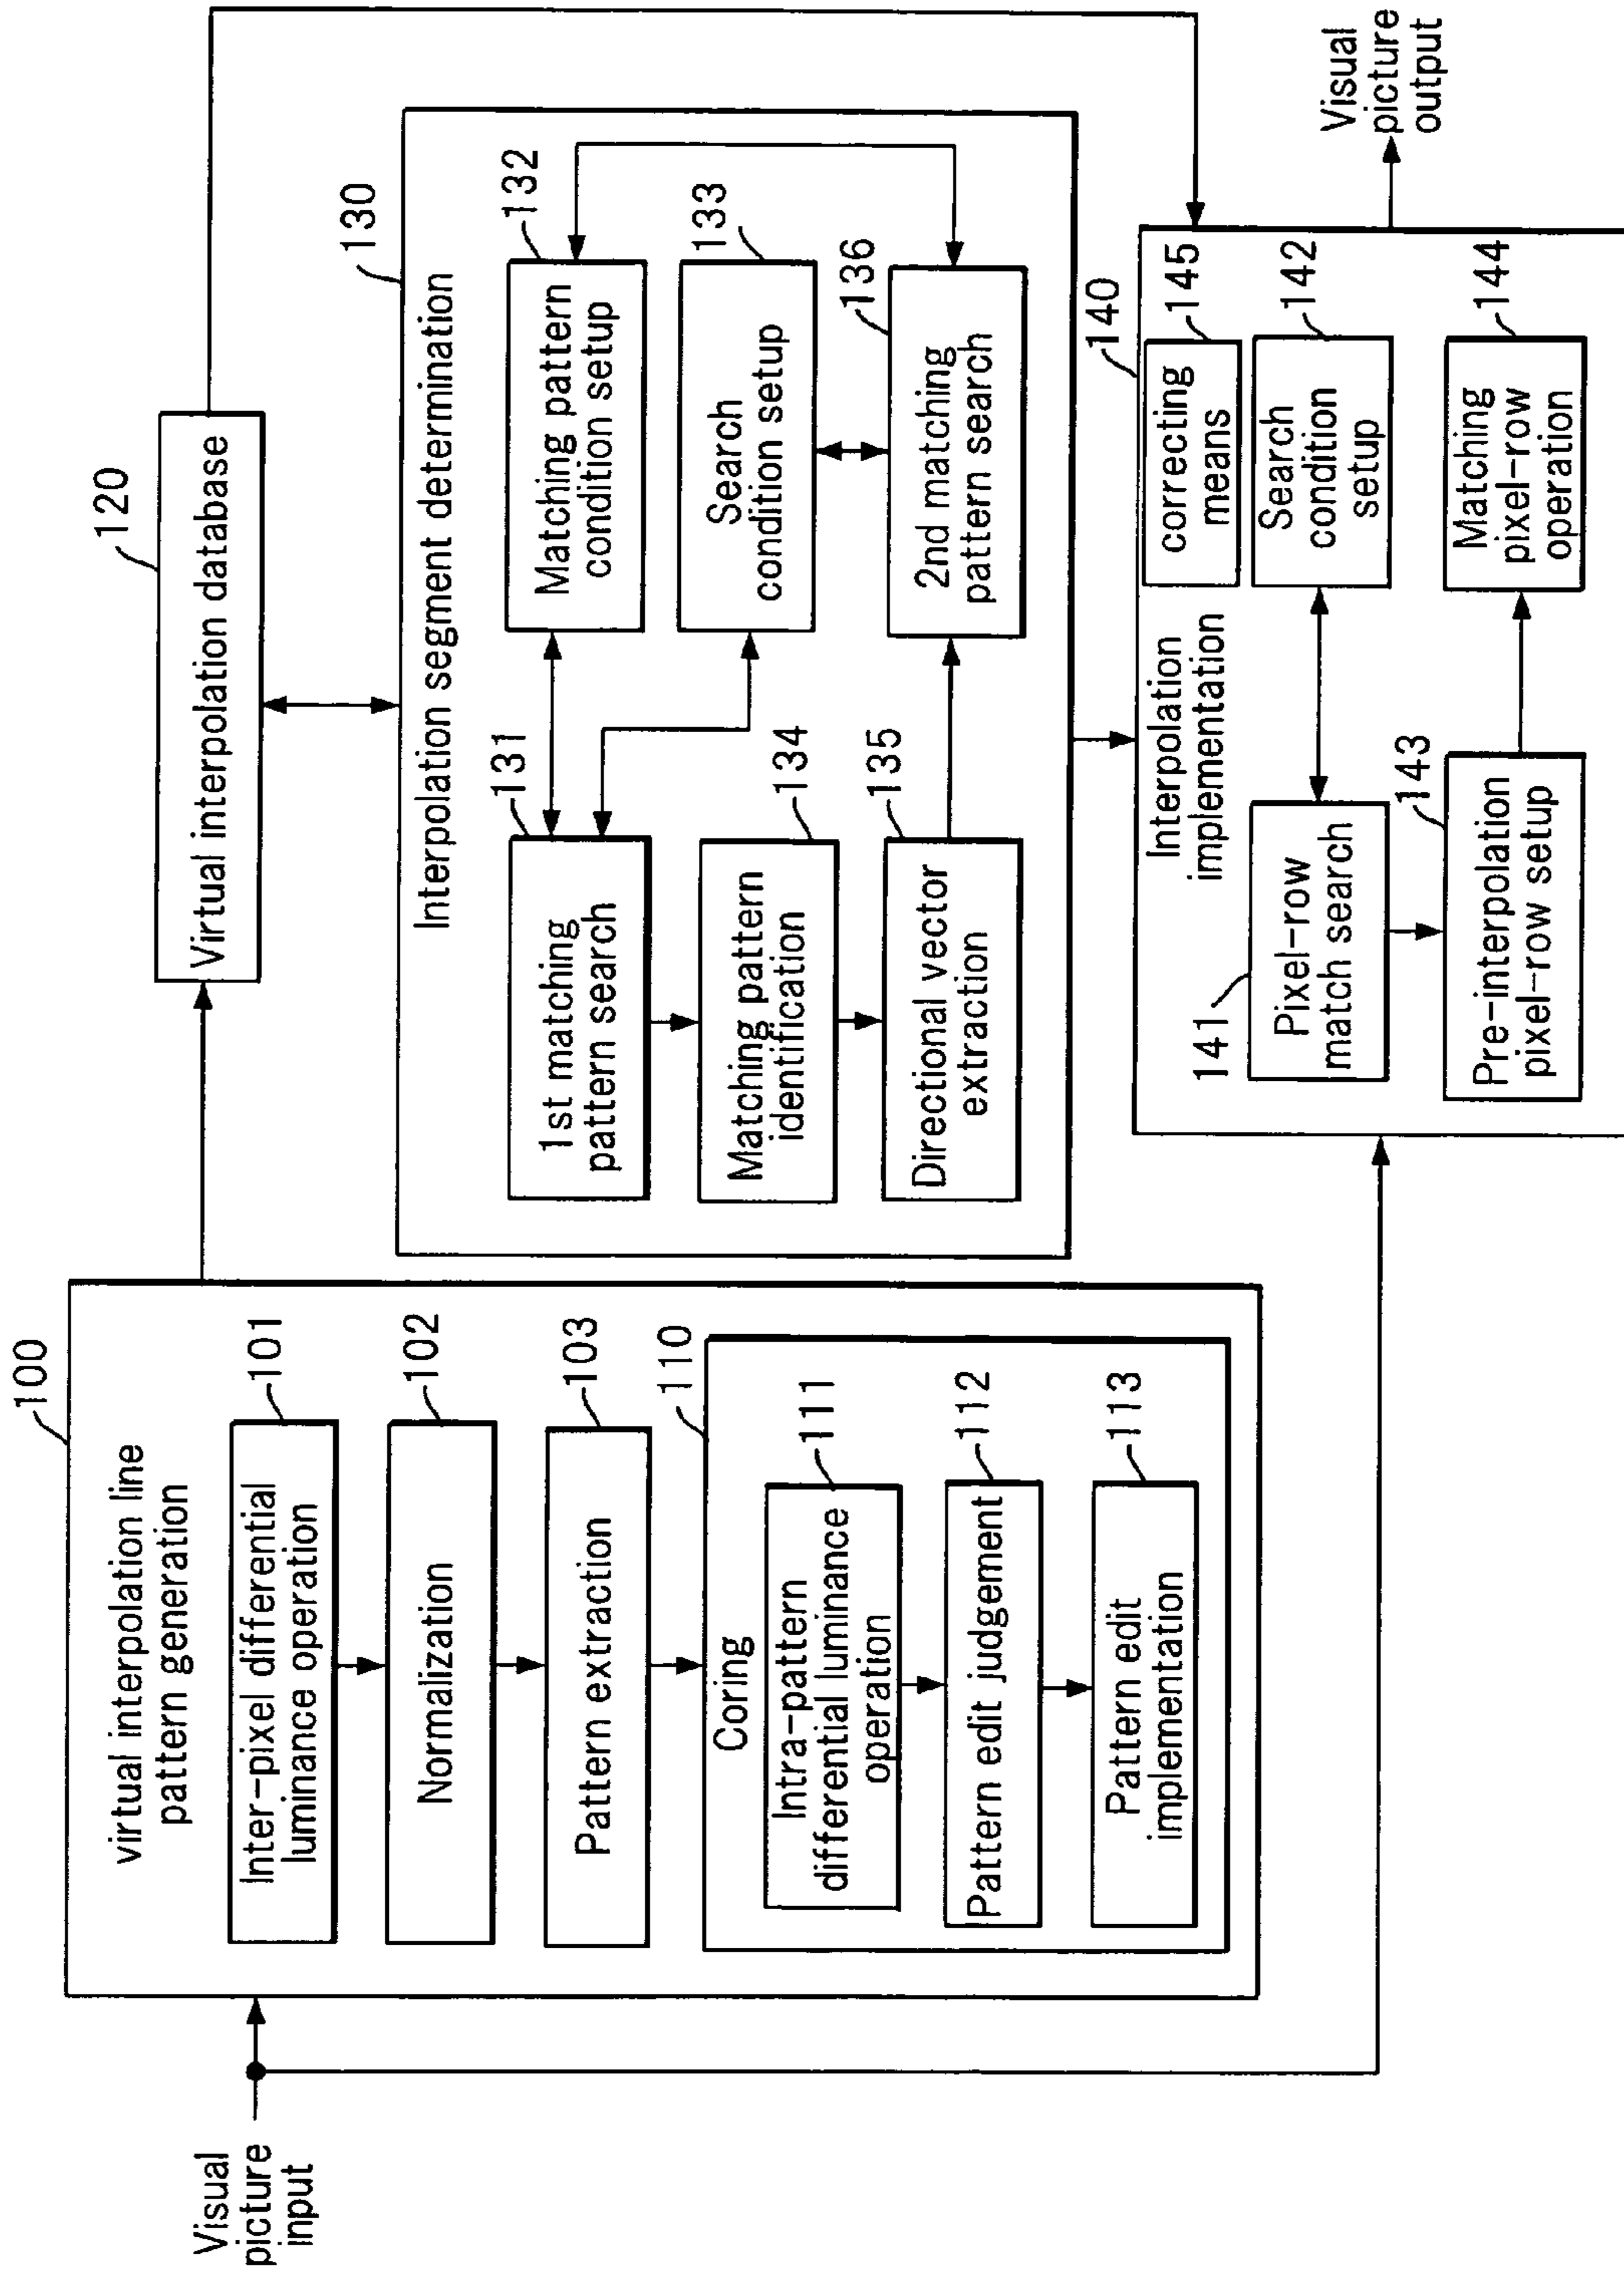 Visual
picture
input
100
virtual interpolation line
pattern generation
101
Inter-pixel differential
luminance operation
102
Normalization
103
Pattern extraction
110
Coring
111
Intra-pattern
differential luminance
operation
112
Pattern edit judgement
113
Pattern edit
implementation
120
Virtual interpolation database
130
Interpolation segment determination
131
1st matching
pattern search
132
Matching pattern
condition setup
133
Search
condition setup
134
Matching pattern
identification
135
Directional vector
extraction
136
2nd matching
pattern search
140
Interpolation
implementation
145
correcting
means
141
Pixel-row
match search
142
Search
condition
setup
143
Pre-interpolation
pixel-row setup
144
Matching
pixel-row
operation
Visual
picture
output